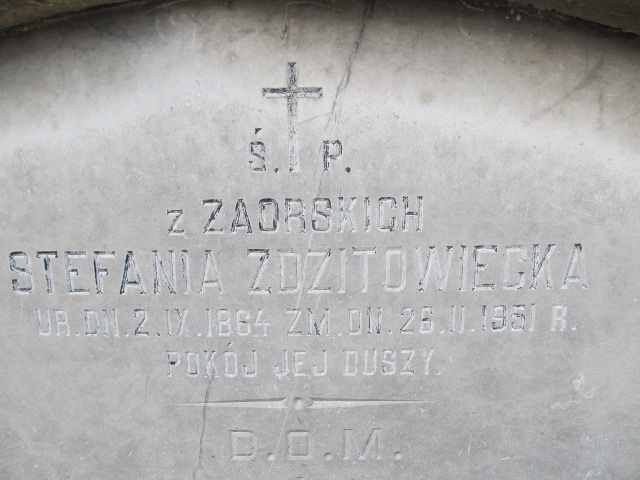 Ś. P.
z ZAORSKICH
STEFANIA ZDZITOWIECKA
UR. DN. 2. IX. 1864 ZM. DN. 26. II. 1951 R.
POKÓJ JEJ DUSZY.
D.O.M.